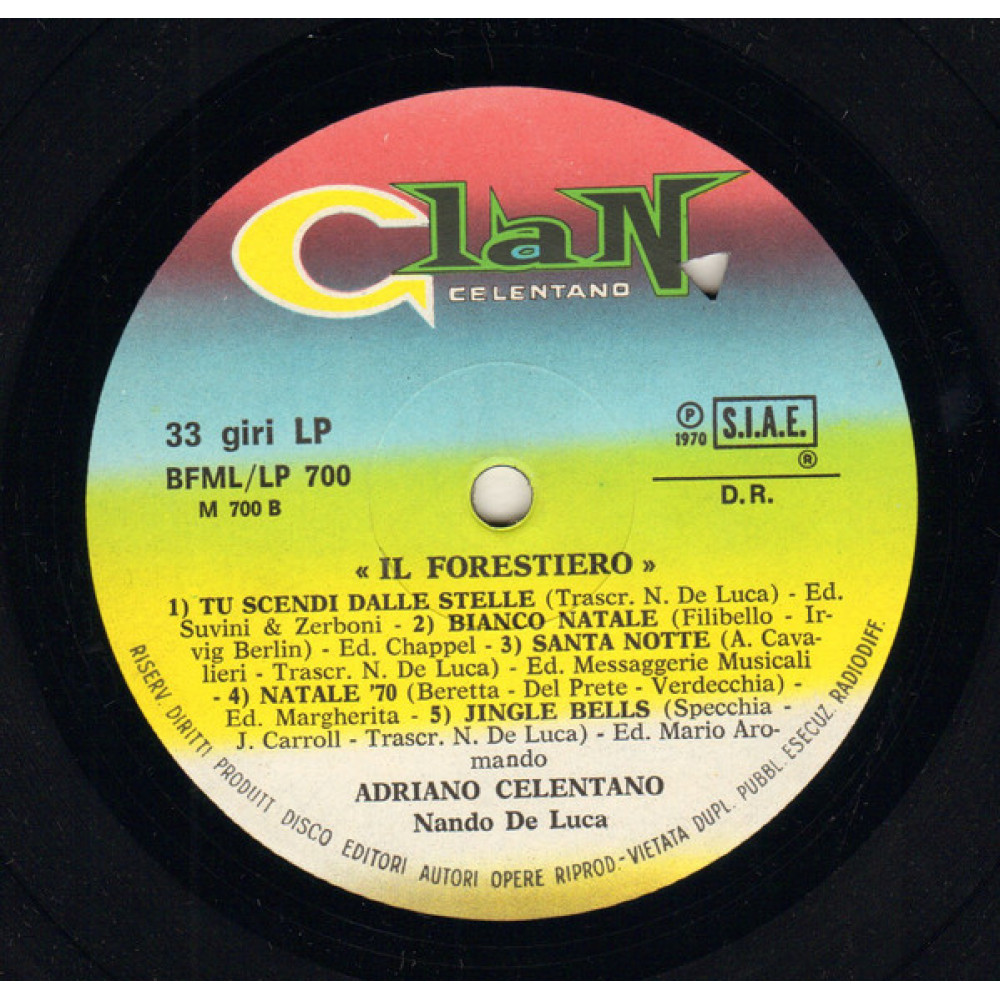 Clan
CELENTANO
33 giri LP
BFML/LP 700
M 700 B
Ⓟ
1970
S.I.A.E.
®
D.R.
« IL FORESTIERO »
1) TU SCENDI DALLE STELLE (Trascr. N. De Luca) - Ed.
Suvini & Zerboni - 2) BIANCO NATALE (Filibello - Ir-
vig Berlin) - Ed. Chappel - 3) SANTA NOTTE (A. Cava-
lieri - Trascr. N. De Luca) - Ed. Messaggerie Musicali
- 4) NATALE '70 (Beretta - Del Prete - Verdecchia) -
Ed. Margherita - 5) JINGLE BELLS (Specchia -
J. Carroll - Trascr. N. De Luca) - Ed. Mario Aro-
mando
ADRIANO CELENTANO
Nando De Luca
RISERV. DIRITTI PRODUTT DISCO EDITORI AUTORI OPERE RIPROD.-VIETATA DUPL. PUBBL. ESECUZ. RADIODIFF.